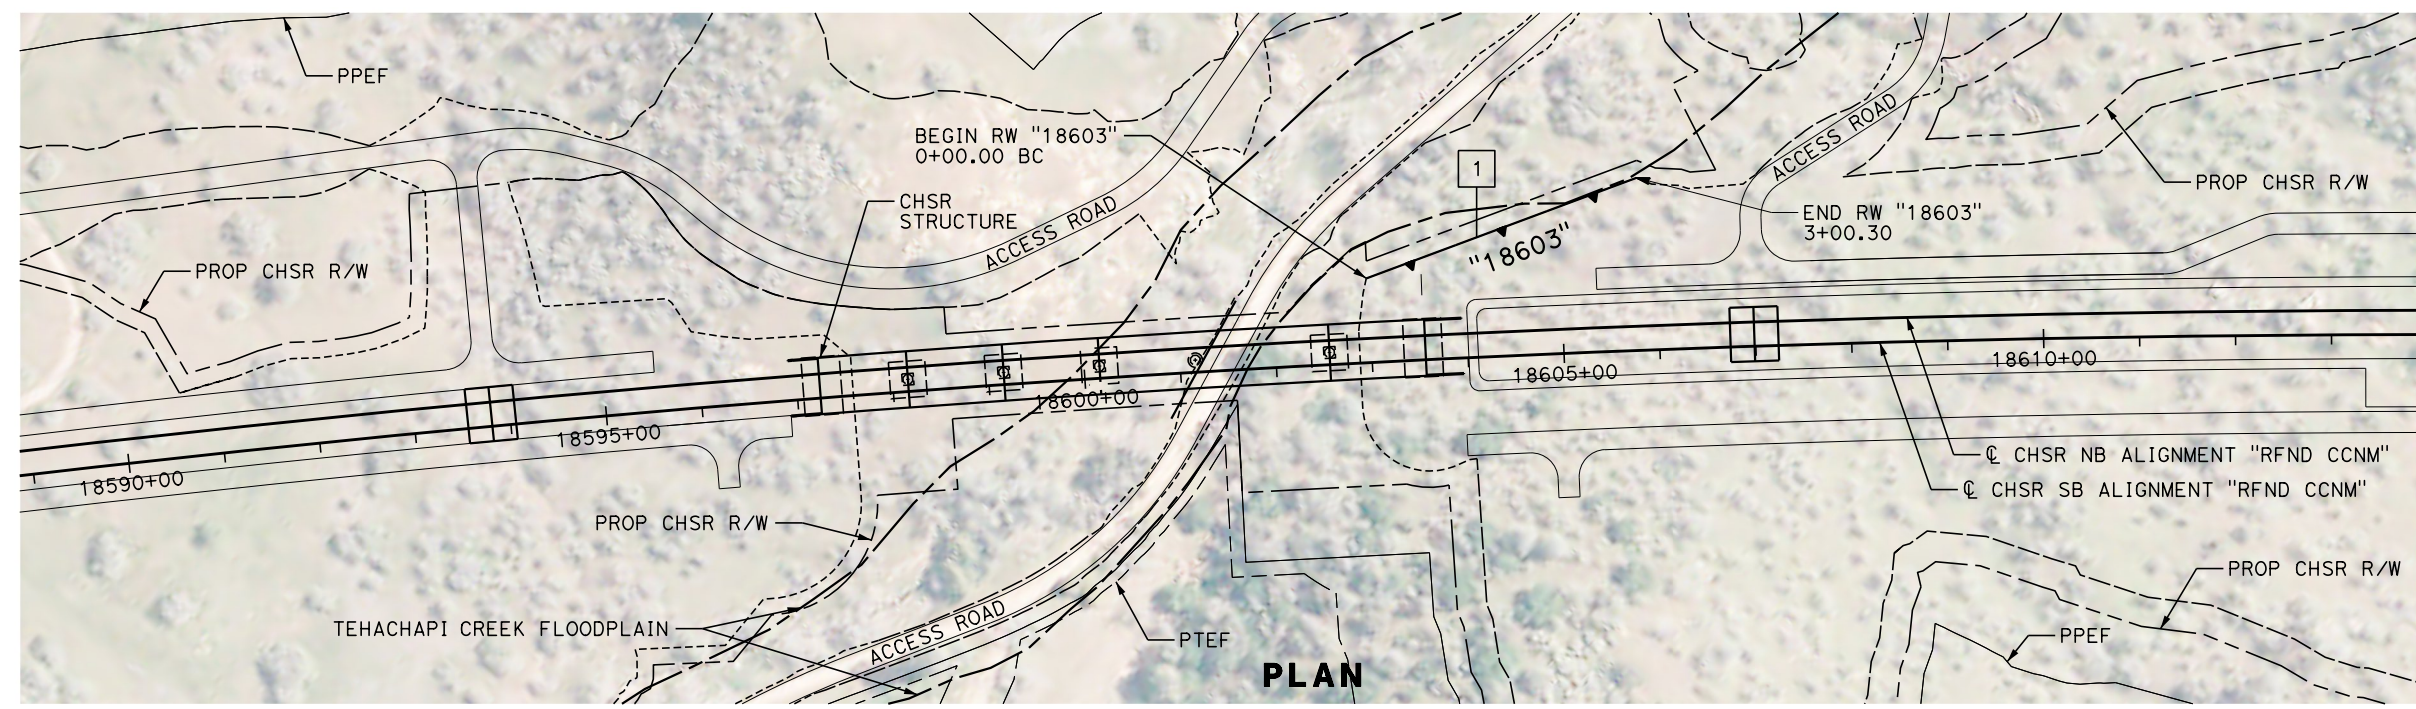 PPEF
BEGIN RW "18603"
0+00.00 BC
1
ACCESS ROAD
PROP CHSR R/W
CHSR
STRUCTURE
ACCESS ROAD
END RW "18603"
3+00.30
"18603"
PROP CHSR R/W
18605+00
18610+00
18600+00
18595+00
18590+00
℄ CHSR NB ALIGNMENT "RFND CCNM"
℄ CHSR SB ALIGNMENT "RFND CCNM"
PROP CHSR R/W
PROP CHSR R/W
TEHACHAPI CREEK FLOODPLAIN
ACCESS ROAD
PTEF
PPEF
PLAN